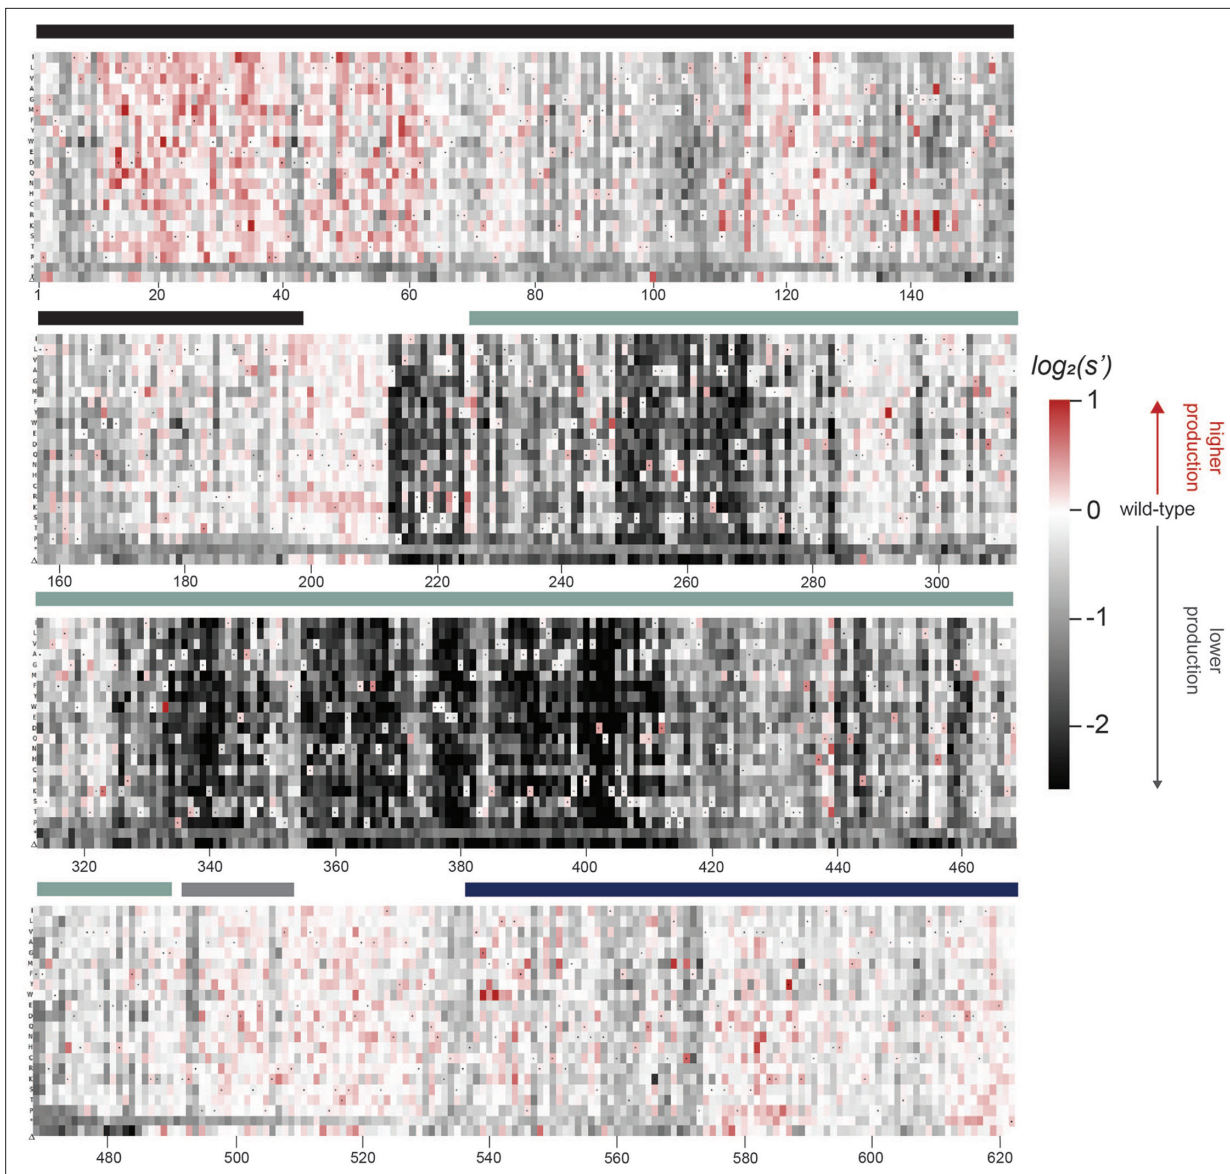 I
L
V
A
G
M
F
Y
W
E
D
Q
N
H
C
R
K
S
T
P
*
Δ
1 20 40 60 80 100 120 140
I
L
V
A
G
M
F
Y
W
E
D
Q
N
H
C
R
K
S
T
P
*
Δ
160 180 200 220 240 260 280 300
I
L
V
A
G
M
F
Y
W
E
D
Q
N
H
C
R
K
S
T
P
*
Δ
320 340 360 380 400 420 440 460
I
L
V
A
G
M
F
Y
W
E
D
Q
N
H
C
R
K
S
T
P
*
Δ
480 500 520 540 560 580 600 620
log₂(s’)
1
0
-1
-2
higher
production
wild-type
lower
production